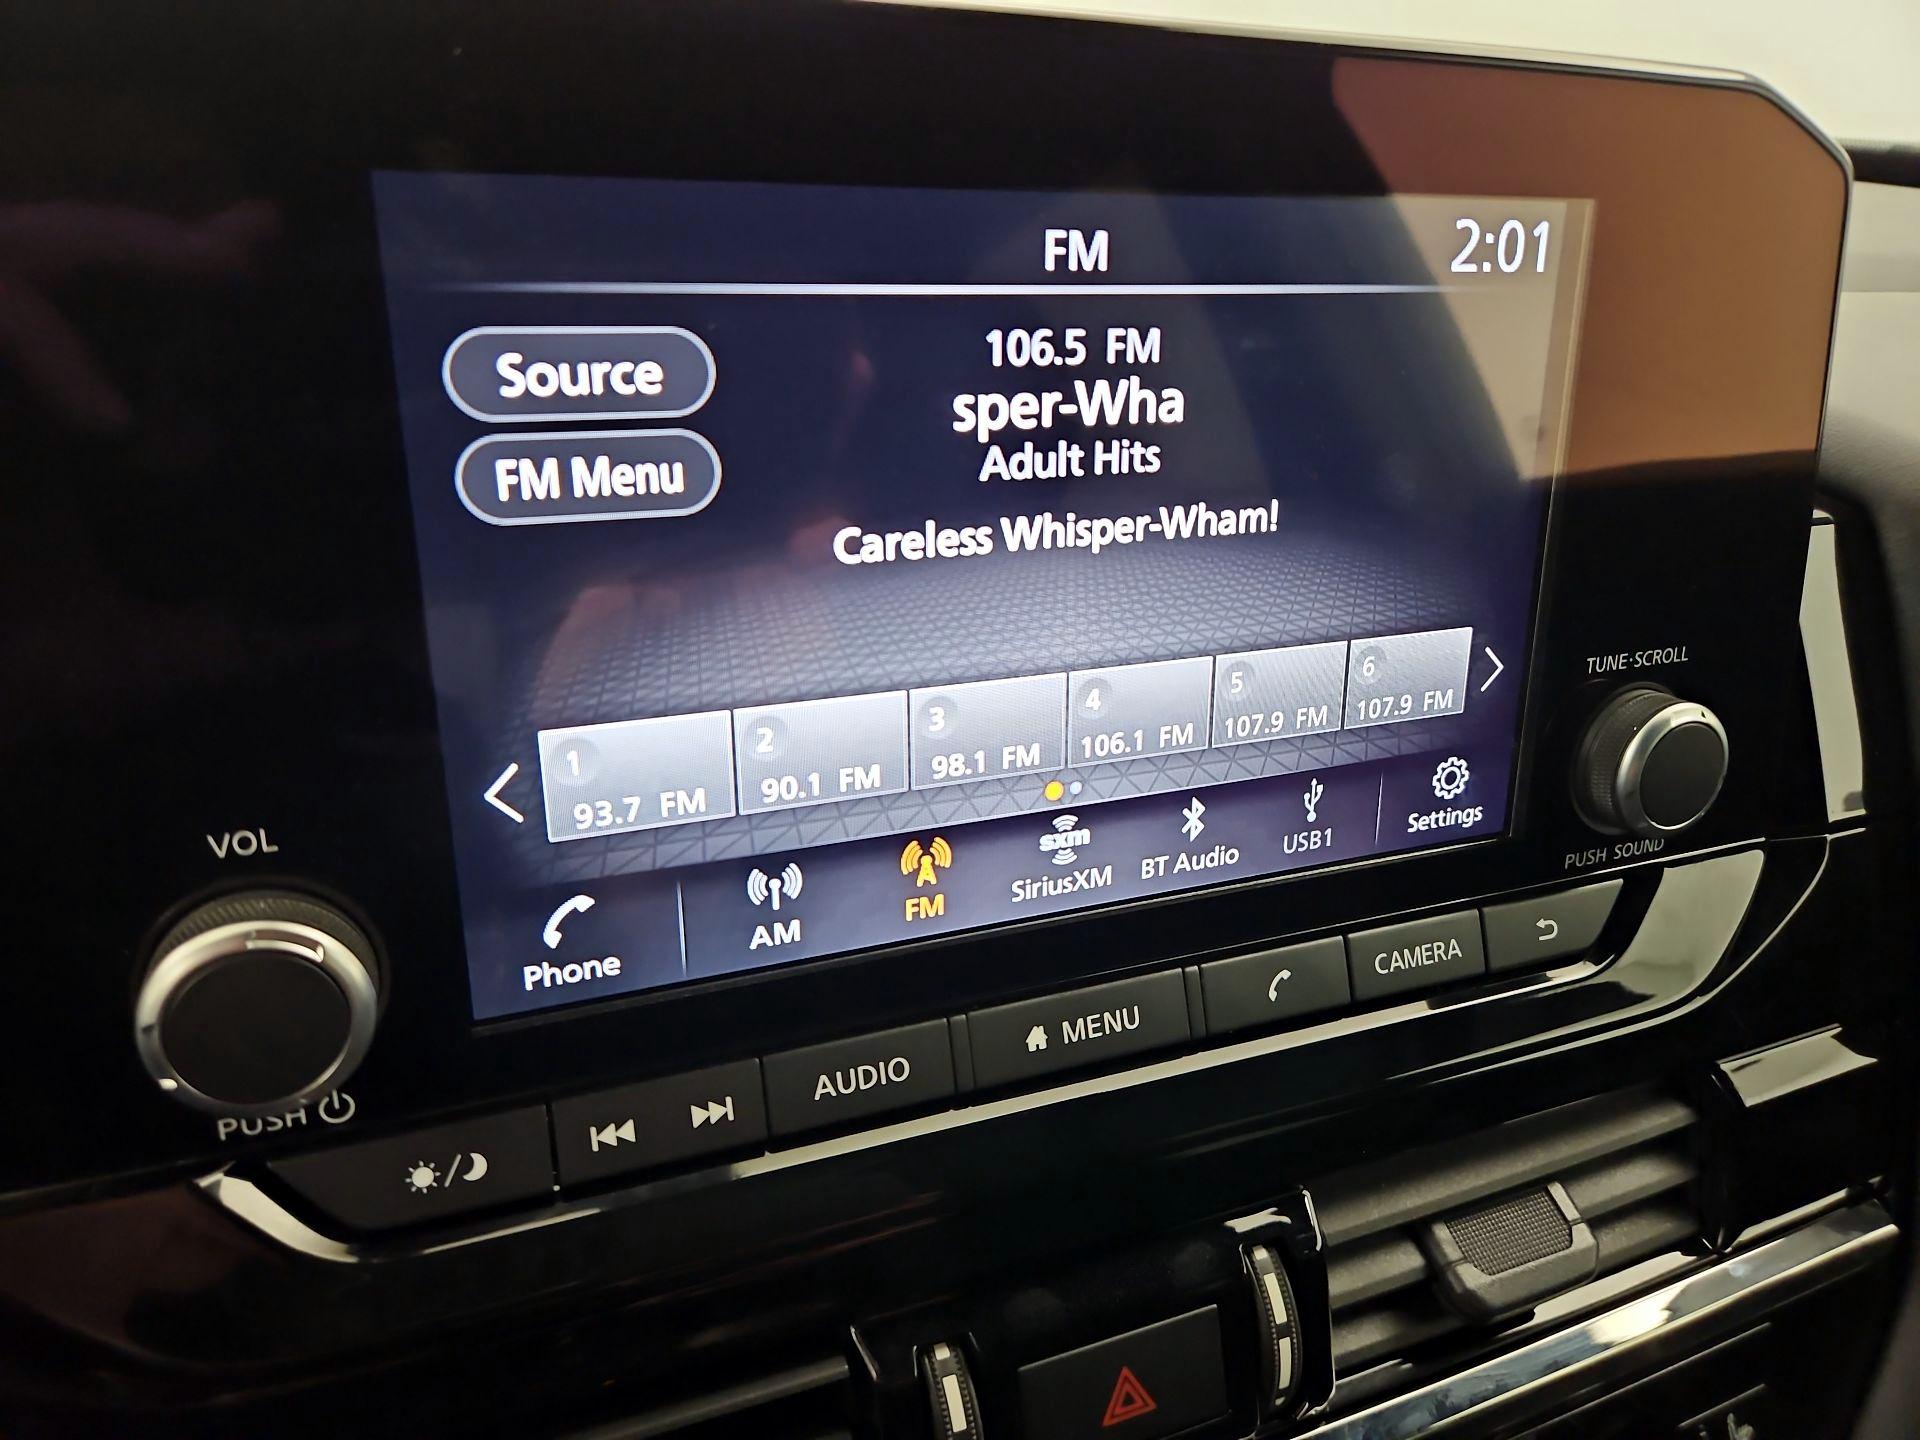 FM
2:01
Source
106.5 FM
sper-Wha
FM Menu
Adult Hits
Careless Whisper-Wham!
1
93.7 FM
2
90.1 FM
3
98.1 FM
4
106.1 FM
5
107.9 FM
6
107.9 FM
Phone
AM
FM
sxm
SiriusXM
BT Audio
USB1
Settings
VOL
PUSH
TUNE·SCROLL
PUSH SOUND
AUDIO
MENU
CAMERA